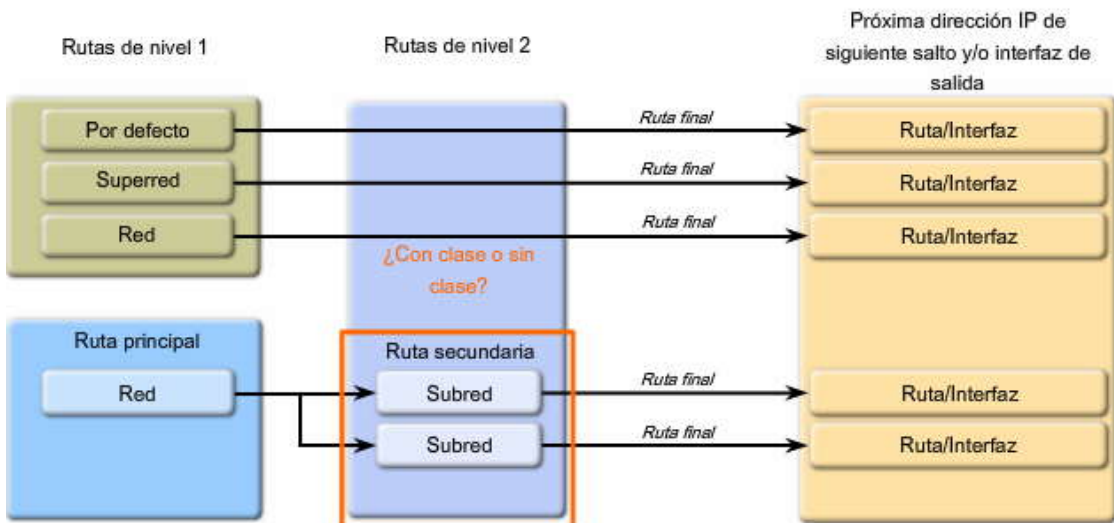 Rutas de nivel 1
Rutas de nivel 2
Próxima dirección IP de
siguiente salto y/o interfaz de
salida
Por defecto
Ruta final
Ruta/Interfaz
Superred
Ruta final
Ruta/Interfaz
Red
Ruta final
Ruta/Interfaz
¿Con clase o sin
clase?
Ruta principal
Ruta secundaria
Red
Subred
Ruta final
Ruta/Interfaz
Subred
Ruta final
Ruta/Interfaz